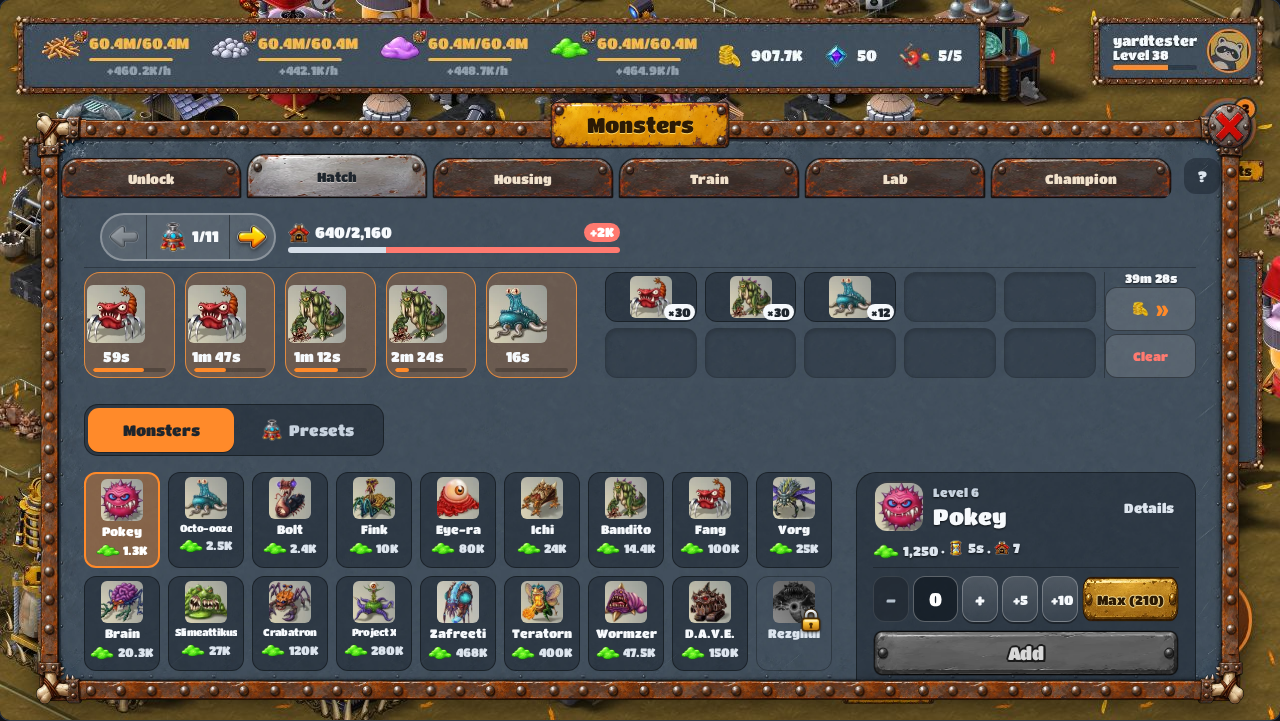 60.4M/60.4M
+460.2K/h
60.4M/60.4M
+442.1K/h
60.4M/60.4M
+448.7K/h
60.4M/60.4M
+464.9K/h
907.7K
50
5/5
yardtester
Level 38
Monsters
Unlock
Hatch
Housing
Train
Lab
Champion
?
1/11
640/2,160
+2K
59s
1m 47s
1m 12s
2m 24s
16s
×30
×30
×12
39m 28s
Clear
Monsters
Presets
Pokey
1.3K
Octo-ooze
2.5K
Bolt
2.4K
Fink
10K
Eye-ra
80K
Ichi
24K
Bandito
14.4K
Fang
100K
Vorg
25K
Brain
20.3K
Slimeattikus
27K
Crabatron
120K
Project X
280K
Zafreeti
468K
Teratorn
400K
Wormzer
47.5K
D.A.V.E.
150K
Rezghul
Level 6
Pokey
Details
1,250 · 5s · 7
-
0
+
+5
+10
Max (210)
Add